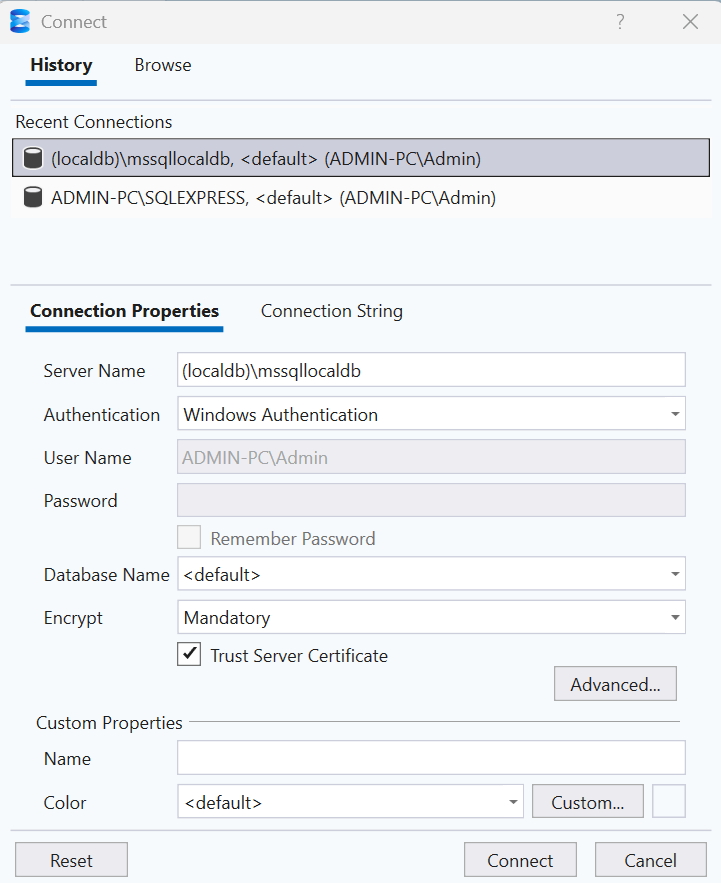 Connect ?
History Browse
Recent Connections
(localdb)\mssqllocaldb, <default> (ADMIN-PC\Admin)
ADMIN-PC\SQLEXPRESS, <default> (ADMIN-PC\Admin)
Connection Properties Connection String
Server Name (localdb)\mssqllocaldb
Authentication Windows Authentication
User Name ADMIN-PC\Admin
Password
Remember Password
Database Name <default>
Encrypt Mandatory
Trust Server Certificate
Advanced...
Custom Properties
Name
Color <default> Custom...
Reset Connect Cancel